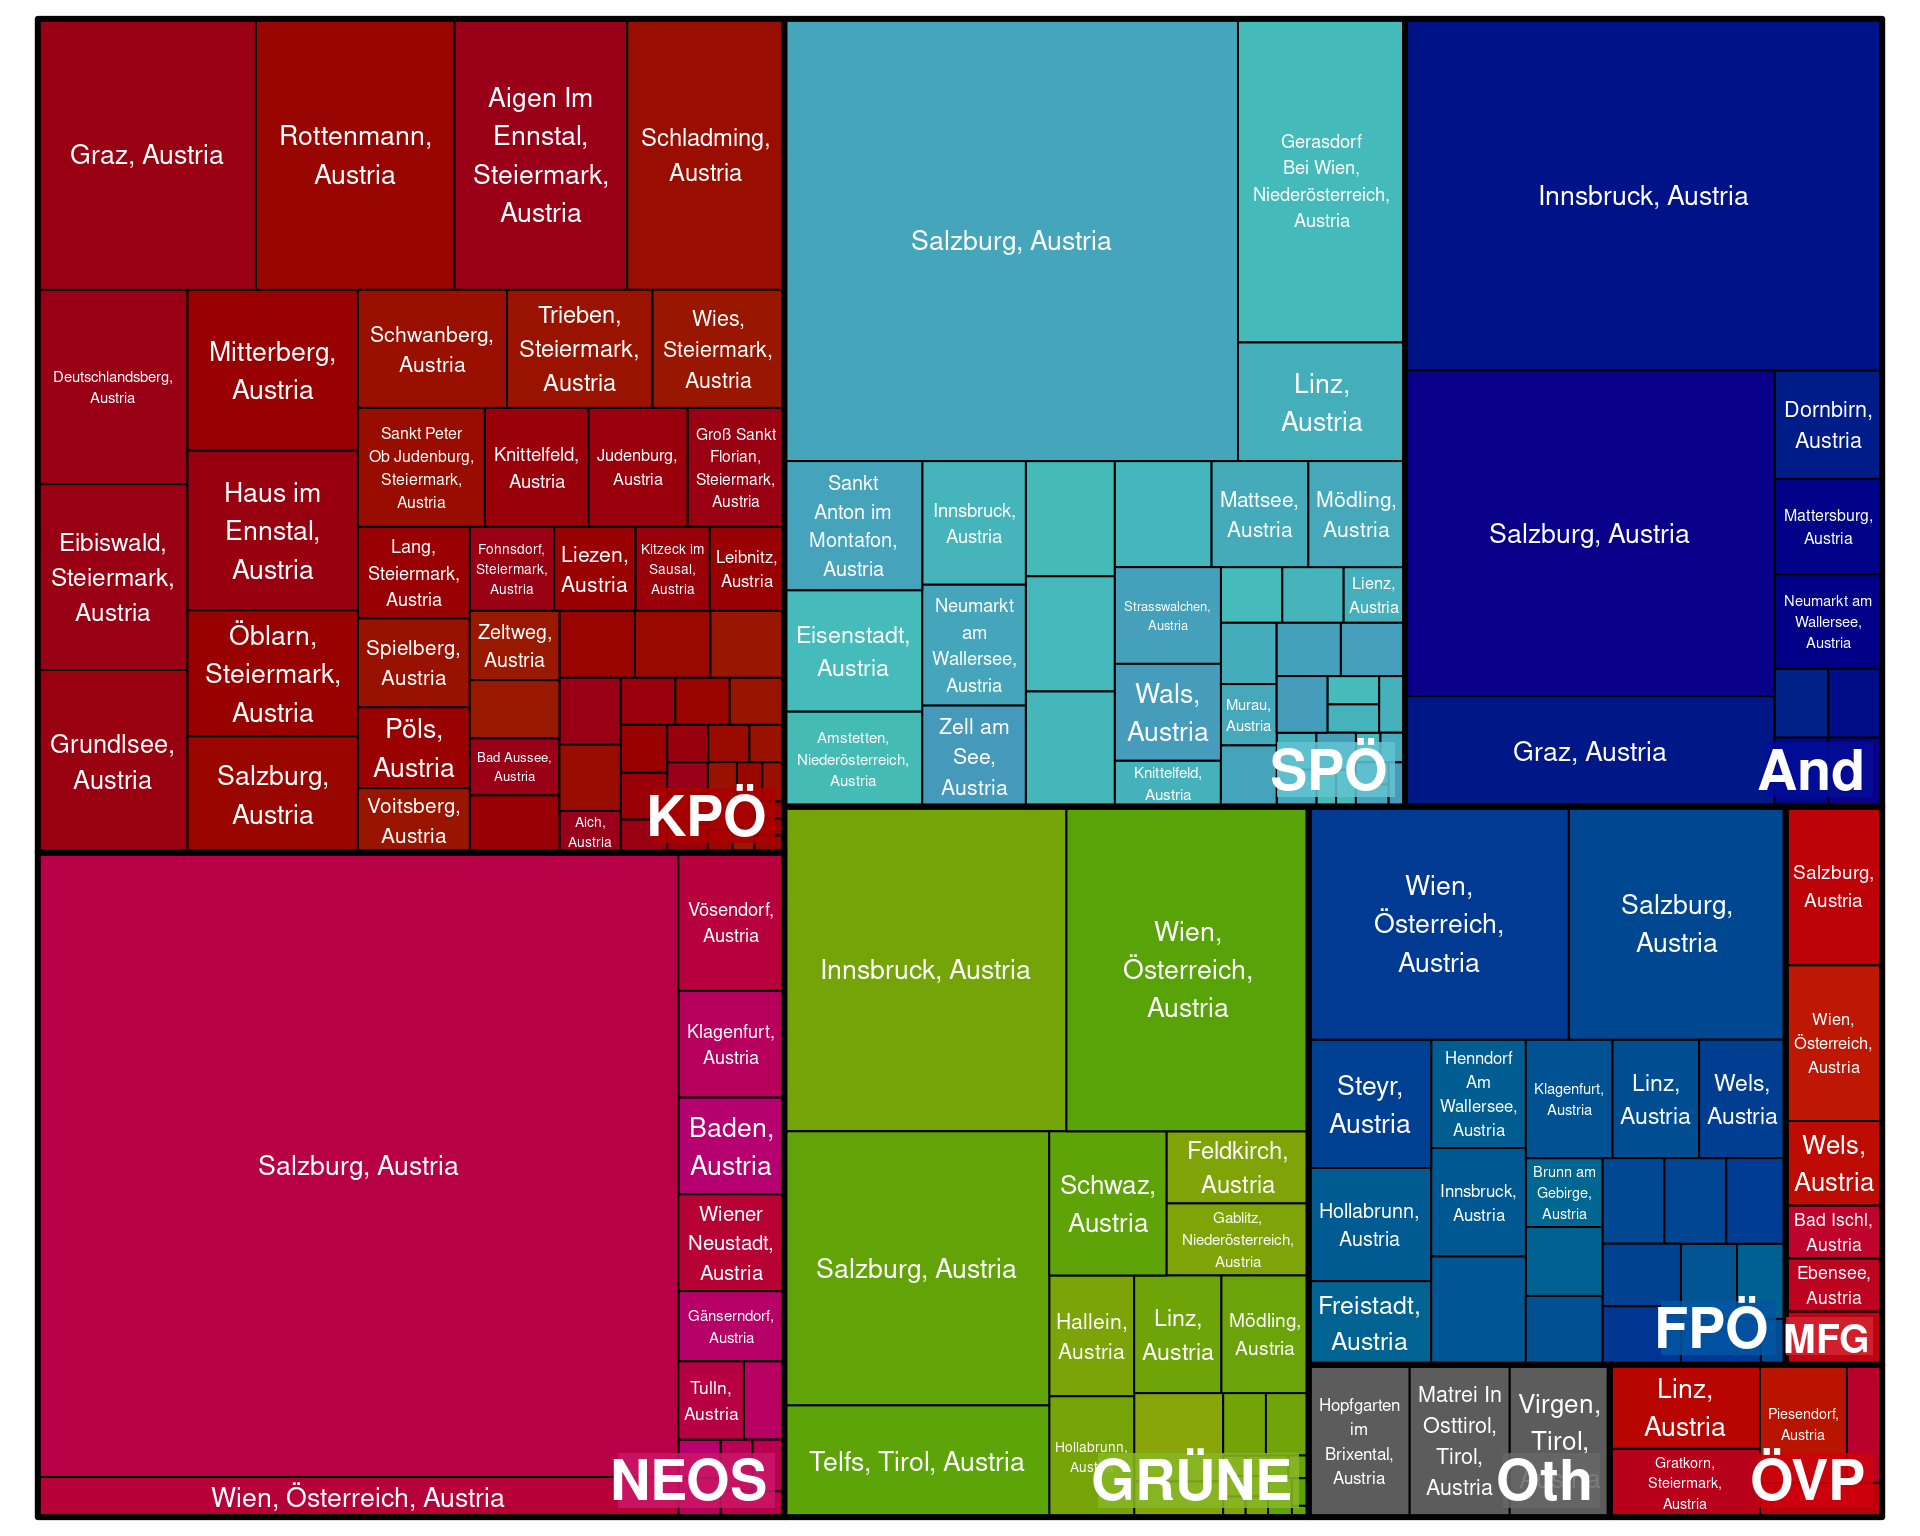 Graz, Austria
Rottenmann,
Austria
Aigen Im
Ennstal,
Steiermark,
Austria
Schladming,
Austria
Deutschlandsberg,
Austria
Mitterberg,
Austria
Schwanberg,
Austria
Trieben,
Steiermark,
Austria
Wies,
Steiermark,
Austria
Sankt Peter
Ob Judenburg,
Steiermark,
Austria
Knittelfeld,
Austria
Judenburg,
Austria
Groß Sankt
Florian,
Steiermark,
Austria
Eibiswald,
Steiermark,
Austria
Haus im
Ennstal,
Austria
Lang,
Steiermark,
Austria
Fohnsdorf,
Steiermark,
Austria
Liezen,
Austria
Kitzeck im
Sausal,
Austria
Leibnitz,
Austria
Öblarn,
Steiermark,
Austria
Spielberg,
Austria
Zeltweg,
Austria
Grundlsee,
Austria
Salzburg,
Austria
Pöls,
Austria
Bad Aussee,
Austria
Voitsberg,
Austria
Aich,
Austria
KPÖ
Salzburg, Austria
Gerasdorf
Bei Wien,
Niederösterreich,
Austria
Linz,
Austria
Sankt
Anton im
Montafon,
Austria
Innsbruck,
Austria
Mattsee,
Austria
Mödling,
Austria
Eisenstadt,
Austria
Neumarkt
am
Wallersee,
Austria
Strasswalchen,
Austria
Lienz,
Austria
Amstetten,
Niederösterreich,
Austria
Zell am
See,
Austria
Wals,
Austria
Murau,
Austria
Knittelfeld,
Austria
SPÖ
Innsbruck, Austria
Salzburg, Austria
Dornbirn,
Austria
Mattersburg,
Austria
Neumarkt am
Wallersee,
Austria
Graz, Austria
And
Salzburg, Austria
Vösendorf,
Austria
Klagenfurt,
Austria
Baden,
Austria
Wiener
Neustadt,
Austria
Gänserndorf,
Austria
Tulln,
Austria
Wien, Österreich, Austria
NEOS
Innsbruck, Austria
Wien,
Österreich,
Austria
Salzburg, Austria
Schwaz,
Austria
Feldkirch,
Austria
Gablitz,
Niederösterreich,
Austria
Hallein,
Austria
Linz,
Austria
Mödling,
Austria
Telfs, Tirol, Austria
Hollabrunn,
Austria
GRÜNE
Wien,
Österreich,
Austria
Salzburg,
Austria
Steyr,
Austria
Henndorf
Am
Wallersee,
Austria
Klagenfurt,
Austria
Linz,
Austria
Wels,
Austria
Hollabrunn,
Austria
Innsbruck,
Austria
Brunn am
Gebirge,
Austria
Freistadt,
Austria
FPÖ
Salzburg,
Austria
Wien,
Österreich,
Austria
Wels,
Austria
Bad Ischl,
Austria
Ebensee,
Austria
MFG
Hopfgarten
im
Brixental,
Austria
Matrei In
Osttirol,
Tirol,
Austria
Virgen,
Tirol,
Austria
Oth
Linz,
Austria
Piesendorf,
Austria
Gratkorn,
Steiermark,
Austria
ÖVP